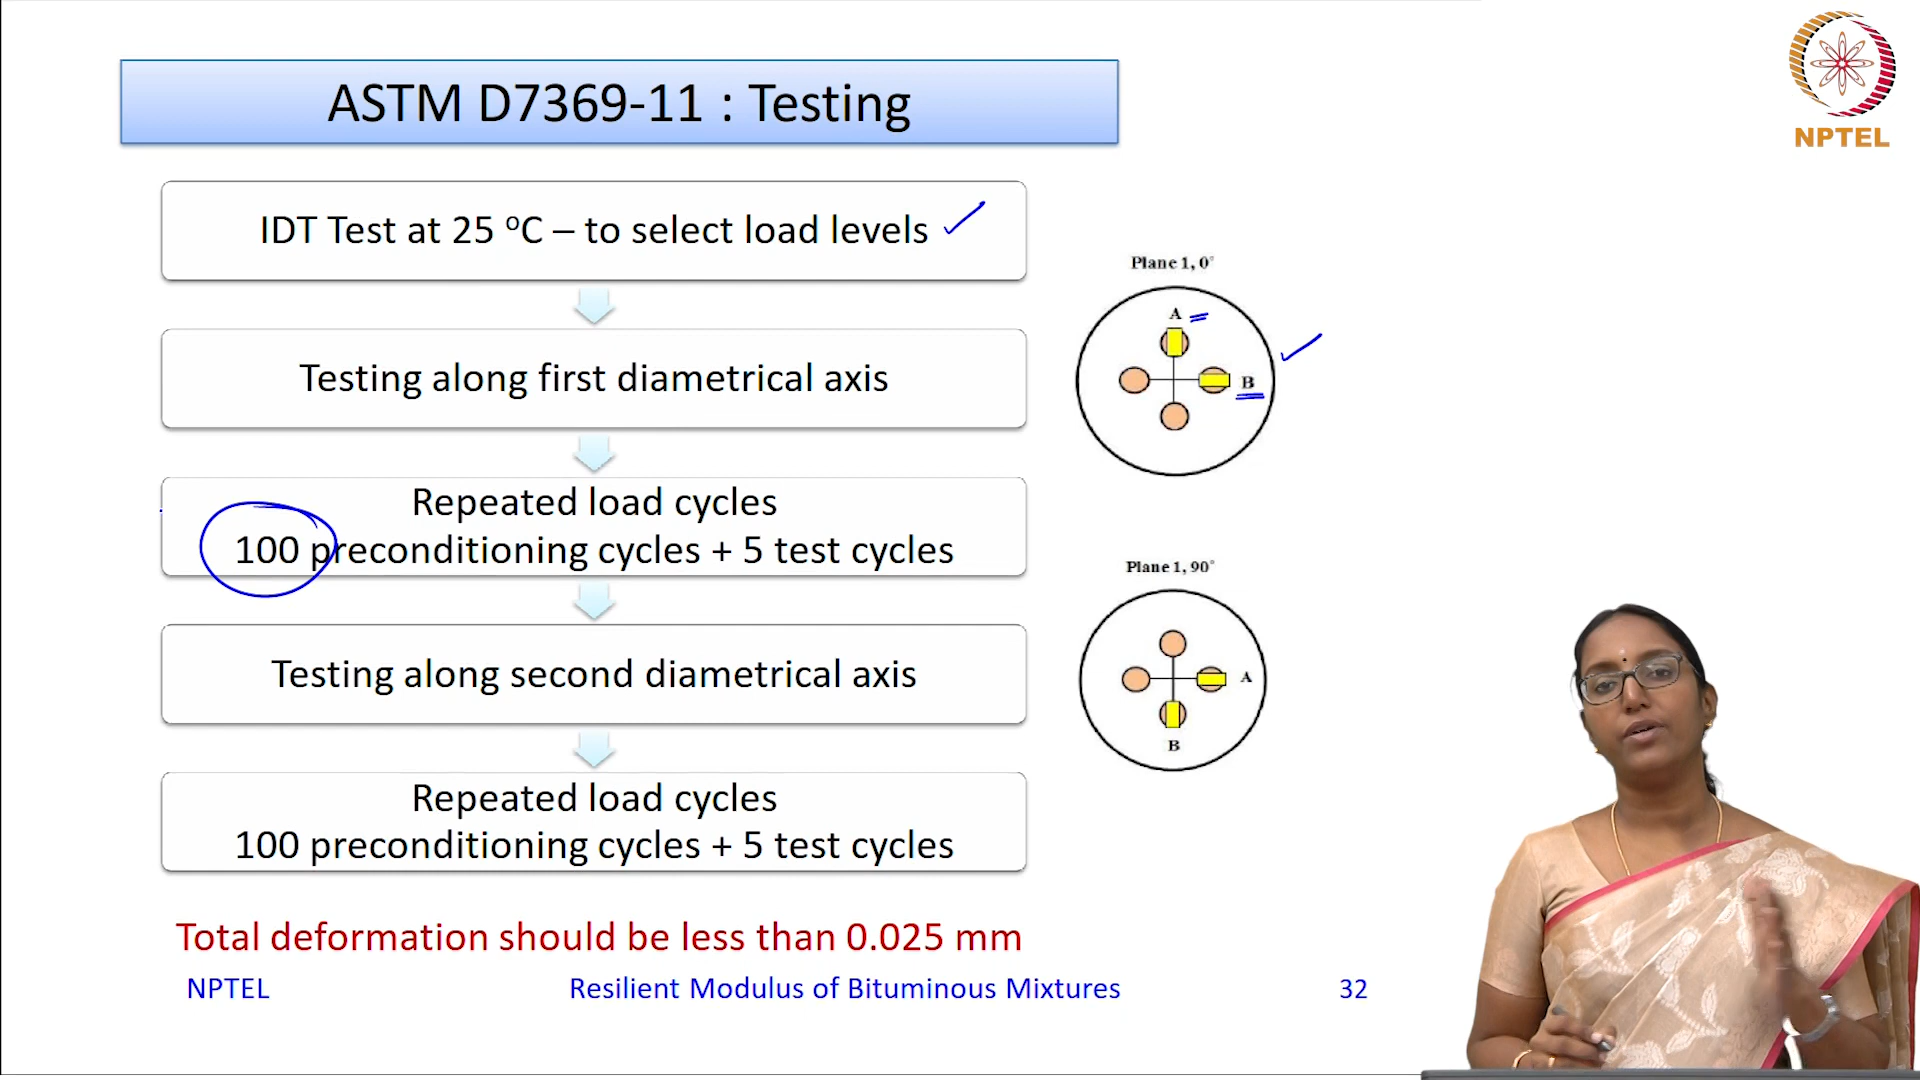 ASTM D7369-11 : Testing
NPTEL
IDT Test at 25 ⁰C – to select load levels
Testing along first diametrical axis
Repeated load cycles
100 preconditioning cycles + 5 test cycles
Testing along second diametrical axis
Repeated load cycles
100 preconditioning cycles + 5 test cycles
Plane 1, 0°
A
B
Plane 1, 90°
A
B
Total deformation should be less than 0.025 mm
NPTEL
Resilient Modulus of Bituminous Mixtures
32